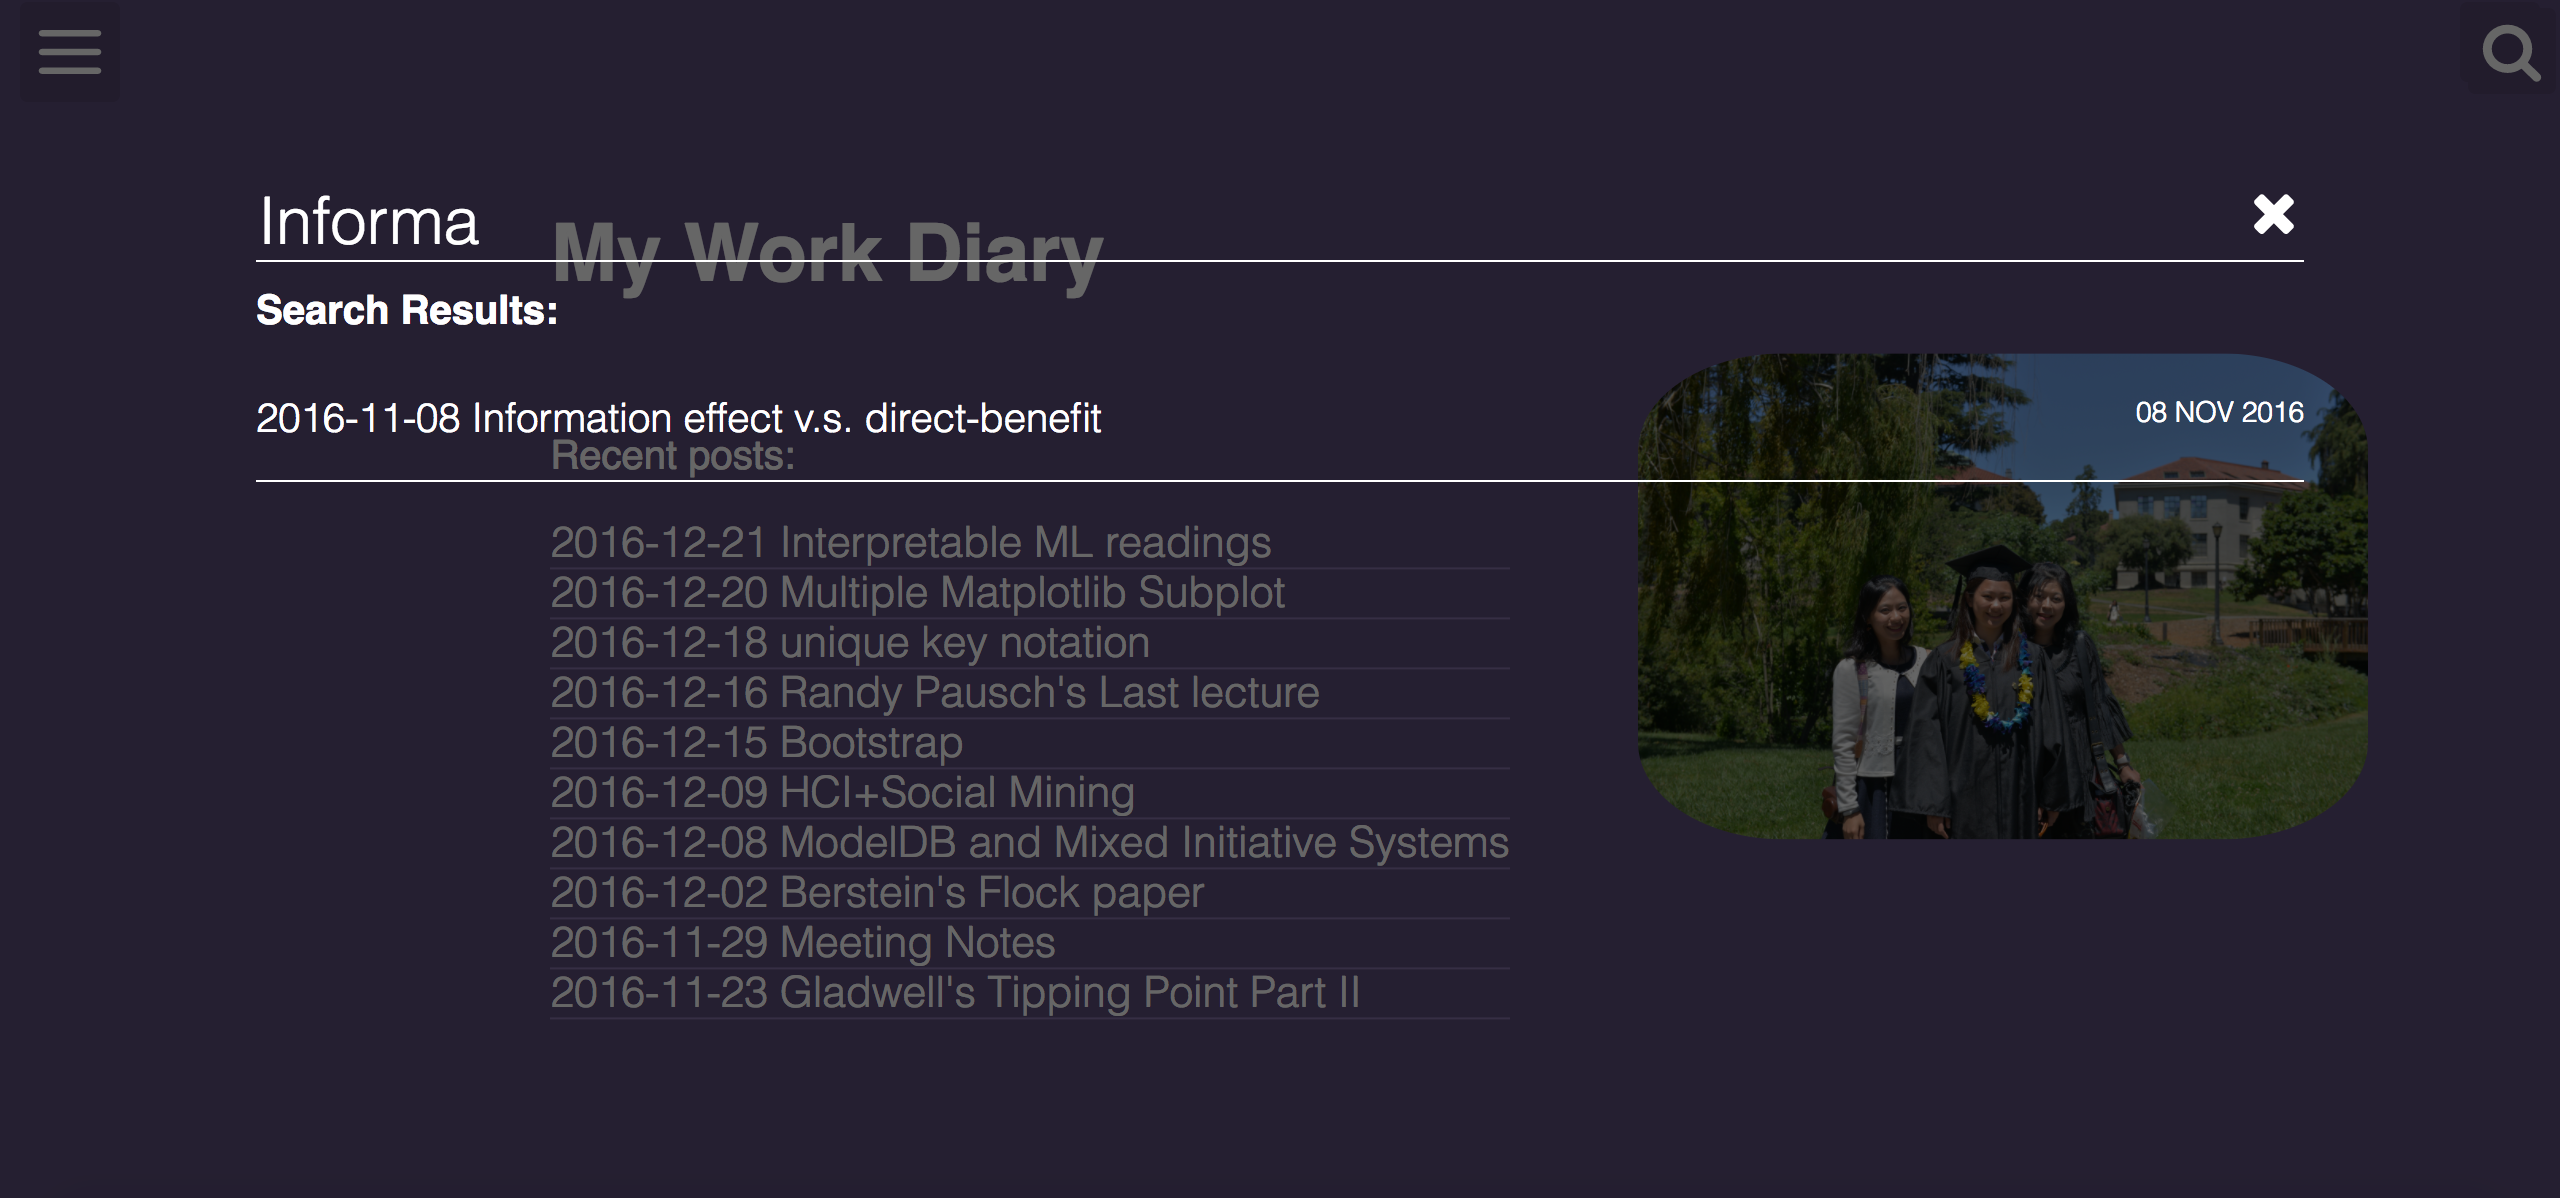 Informa
My Work Diary
Search Results:
2016-11-08 Information effect v.s. direct-benefit
08 NOV 2016
Recent posts:
2016-12-21 Interpretable ML readings
2016-12-20 Multiple Matplotlib Subplot
2016-12-18 unique key notation
2016-12-16 Randy Pausch's Last lecture
2016-12-15 Bootstrap
2016-12-09 HCI+Social Mining
2016-12-08 ModelDB and Mixed Initiative Systems
2016-12-02 Berstein's Flock paper
2016-11-29 Meeting Notes
2016-11-23 Gladwell's Tipping Point Part II